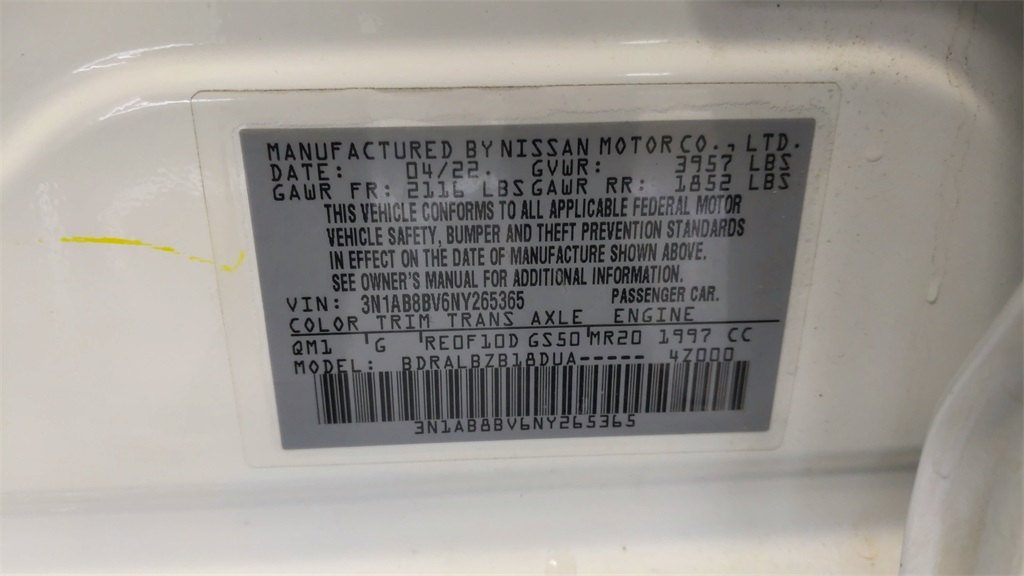 MANUFACTURED BY NISSAN MOTOR CO., LTD.
DATE: 04/22. GVWR: 3957 LBS
GAWR FR: 2116 LBS GAWR RR: 1852 LBS
THIS VEHICLE CONFORMS TO ALL APPLICABLE FEDERAL MOTOR
VEHICLE SAFETY, BUMPER AND THEFT PREVENTION STANDARDS
IN EFFECT ON THE DATE OF MANUFACTURE SHOWN ABOVE.
SEE OWNER'S MANUAL FOR ADDITIONAL INFORMATION.
VIN: 3N1AB8BV6NY265365 PASSENGER CAR.
COLOR TRIM TRANS AXLE ENGINE
QM1 'G 'RE0F10D GS50'MR20 1997 CC
MODEL: BDRALBZB18DUA----- 4Z000
3N1AB8BV6NY265365